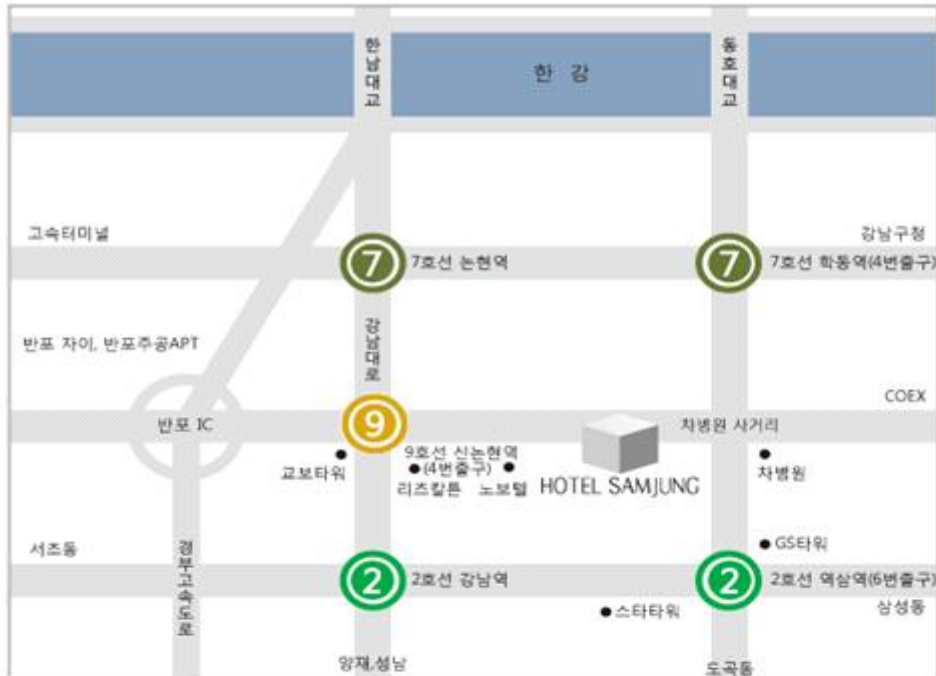 한남대교
한 강
동호대교
고속터미널
강남구청
7
7호선 논현역
7
7호선 학동역(4번출구)
강남대로
반포 자이, 반포주공APT
COEX
반포 IC
9
차병원 사거리
9호선 신논현역
(4번출구)
교보타워
리츠칼튼 노보텔
HOTEL SAMJUNG
차병원
서초동
경부고속도로
GS타워
2
2호선 강남역
2
2호선 역삼역(6번출구)
스타타워
삼성동
양재,성남
도곡동